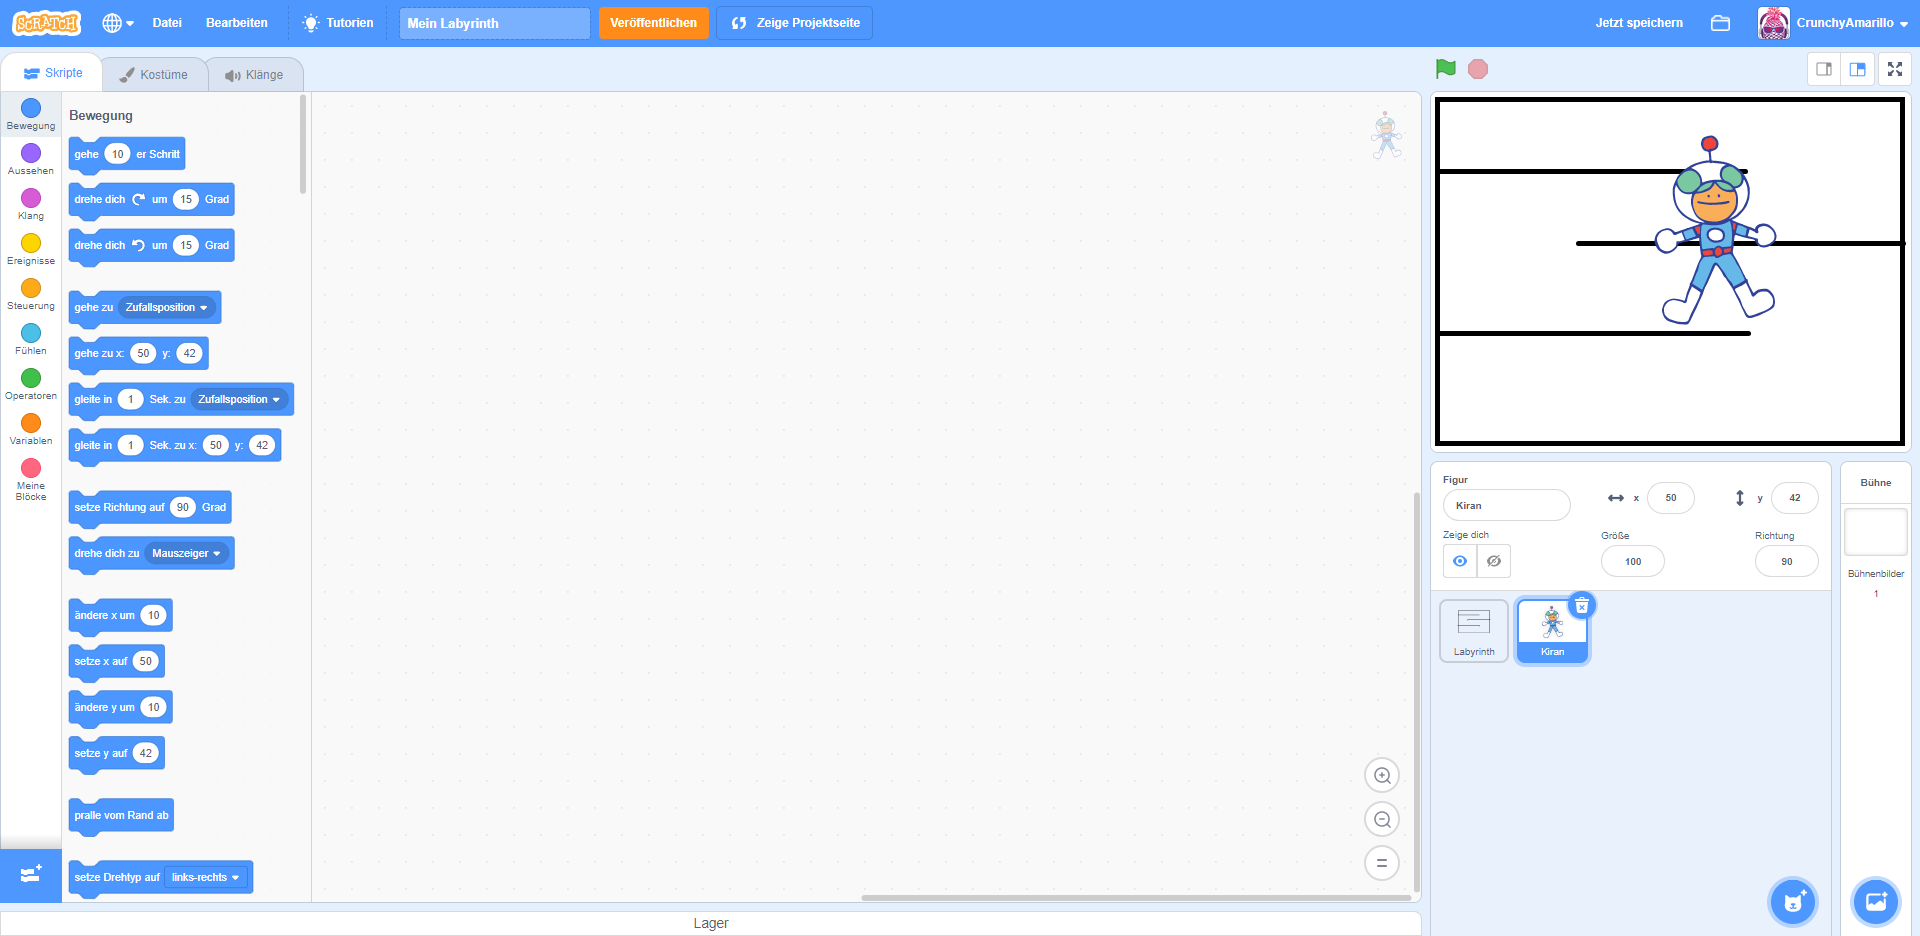 SCRATCH
Datei
Bearbeiten
Tutorien
Mein Labyrinth
Veröffentlichen
Zeige Projektseite
Jetzt speichern
CrunchyAmarillo
Skripte
Kostüme
Klänge
Bewegung
Aussehen
Klang
Ereignisse
Steuerung
Fühlen
Operatoren
Variablen
Meine
Blöcke
Bewegung
gehe 10 er Schritt
drehe dich um 15 Grad
drehe dich um 15 Grad
gehe zu Zufallsposition
gehe zu x: 50 y: 42
gleite in 1 Sek. zu Zufallsposition
gleite in 1 Sek. zu x: 50 y: 42
setze Richtung auf 90 Grad
drehe dich zu Mauszeiger
ändere x um 10
setze x auf 50
ändere y um 10
setze y auf 42
pralle vom Rand ab
setze Drehtyp auf links-rechts
Lager
Figur
Kiran
x 50
y 42
Zeige dich
Größe
100
Richtung
90
Labyrinth
Kiran
Bühne
Bühnenbilder
1